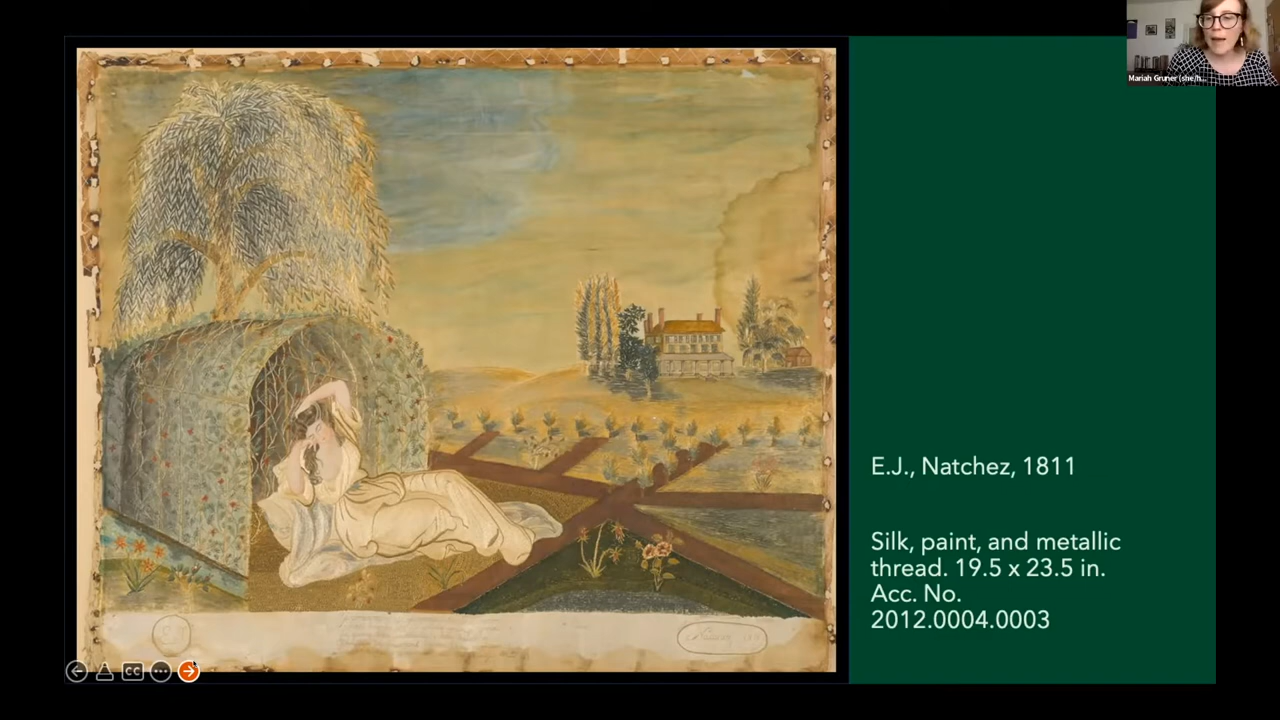 Mariah Gruner (she/h...
E.J., Natchez, 1811
Silk, paint, and metallic
thread. 19.5 x 23.5 in.
Acc. No.
2012.0004.0003
CC